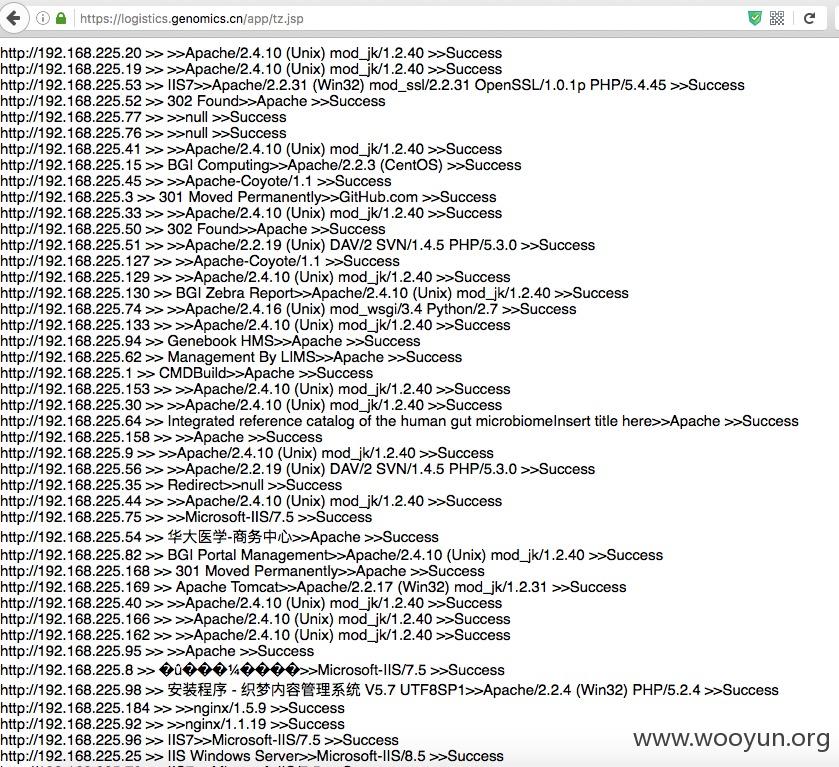 https://logistics.genomics.cn/app/tz.jsp
http://192.168.225.20 >> >>Apache/2.4.10 (Unix) mod_jk/1.2.40 >>Success
http://192.168.225.19 >> >>Apache/2.4.10 (Unix) mod_jk/1.2.40 >>Success
http://192.168.225.53 >> IIS7>>Apache/2.2.31 (Win32) mod_ssl/2.2.31 OpenSSL/1.0.1p PHP/5.4.45 >>Success
http://192.168.225.52 >> 302 Found>>Apache >>Success
http://192.168.225.77 >> >>null >>Success
http://192.168.225.76 >> >>null >>Success
http://192.168.225.41 >> >>Apache/2.4.10 (Unix) mod_jk/1.2.40 >>Success
http://192.168.225.15 >> BGI Computing>>Apache/2.2.3 (CentOS) >>Success
http://192.168.225.45 >> >>Apache-Coyote/1.1 >>Success
http://192.168.225.3 >> 301 Moved Permanently>>GitHub.com >>Success
http://192.168.225.33 >> >>Apache/2.4.10 (Unix) mod_jk/1.2.40 >>Success
http://192.168.225.50 >> 302 Found>>Apache >>Success
http://192.168.225.51 >> >>Apache/2.2.19 (Unix) DAV/2 SVN/1.4.5 PHP/5.3.0 >>Success
http://192.168.225.127 >> >>Apache-Coyote/1.1 >>Success
http://192.168.225.129 >> >>Apache/2.4.10 (Unix) mod_jk/1.2.40 >>Success
http://192.168.225.130 >> BGI Zebra Report>>Apache/2.4.10 (Unix) mod_jk/1.2.40 >>Success
http://192.168.225.74 >> >>Apache/2.4.16 (Unix) mod_wsgi/3.4 Python/2.7 >>Success
http://192.168.225.133 >> >>Apache/2.4.10 (Unix) mod_jk/1.2.40 >>Success
http://192.168.225.94 >> Genebook HMS>>Apache >>Success
http://192.168.225.62 >> Management By LIMS>>Apache >>Success
http://192.168.225.1 >> CMDBuild>>Apache >>Success
http://192.168.225.153 >> >>Apache/2.4.10 (Unix) mod_jk/1.2.40 >>Success
http://192.168.225.30 >> >>Apache/2.4.10 (Unix) mod_jk/1.2.40 >>Success
http://192.168.225.64 >> Integrated reference catalog of the human gut microbiomeInsert title here>>Apache >>Success
http://192.168.225.158 >> >>Apache >>Success
http://192.168.225.9 >> >>Apache/2.4.10 (Unix) mod_jk/1.2.40 >>Success
http://192.168.225.56 >> >>Apache/2.2.19 (Unix) DAV/2 SVN/1.4.5 PHP/5.3.0 >>Success
http://192.168.225.35 >> Redirect>>null >>Success
http://192.168.225.44 >> >>Apache/2.4.10 (Unix) mod_jk/1.2.40 >>Success
http://192.168.225.75 >> >>Microsoft-IIS/7.5 >>Success
http://192.168.225.54 >> 华大医学-商务中心>>Apache >>Success
http://192.168.225.82 >> BGI Portal Management>>Apache/2.4.10 (Unix) mod_jk/1.2.40 >>Success
http://192.168.225.168 >> 301 Moved Permanently>>Apache >>Success
http://192.168.225.169 >> Apache Tomcat>>Apache/2.2.17 (Win32) mod_jk/1.2.31 >>Success
http://192.168.225.40 >> >>Apache/2.4.10 (Unix) mod_jk/1.2.40 >>Success
http://192.168.225.166 >> >>Apache/2.4.10 (Unix) mod_jk/1.2.40 >>Success
http://192.168.225.162 >> >>Apache/2.4.10 (Unix) mod_jk/1.2.40 >>Success
http://192.168.225.95 >> >>Apache >>Success
http://192.168.225.8 >> �û���¼����>>Microsoft-IIS/7.5 >>Success
http://192.168.225.98 >> 安装程序 - 织梦内容管理系统 V5.7 UTF8SP1>>Apache/2.2.4 (Win32) PHP/5.2.4 >>Success
http://192.168.225.184 >> >>nginx/1.5.9 >>Success
http://192.168.225.92 >> >>nginx/1.1.19 >>Success
http://192.168.225.96 >> IIS7>>Microsoft-IIS/7.5 >>Success
http://192.168.225.25 >> IIS Windows Server>>Microsoft-IIS/8.5 >>Success
www.wooyun.org